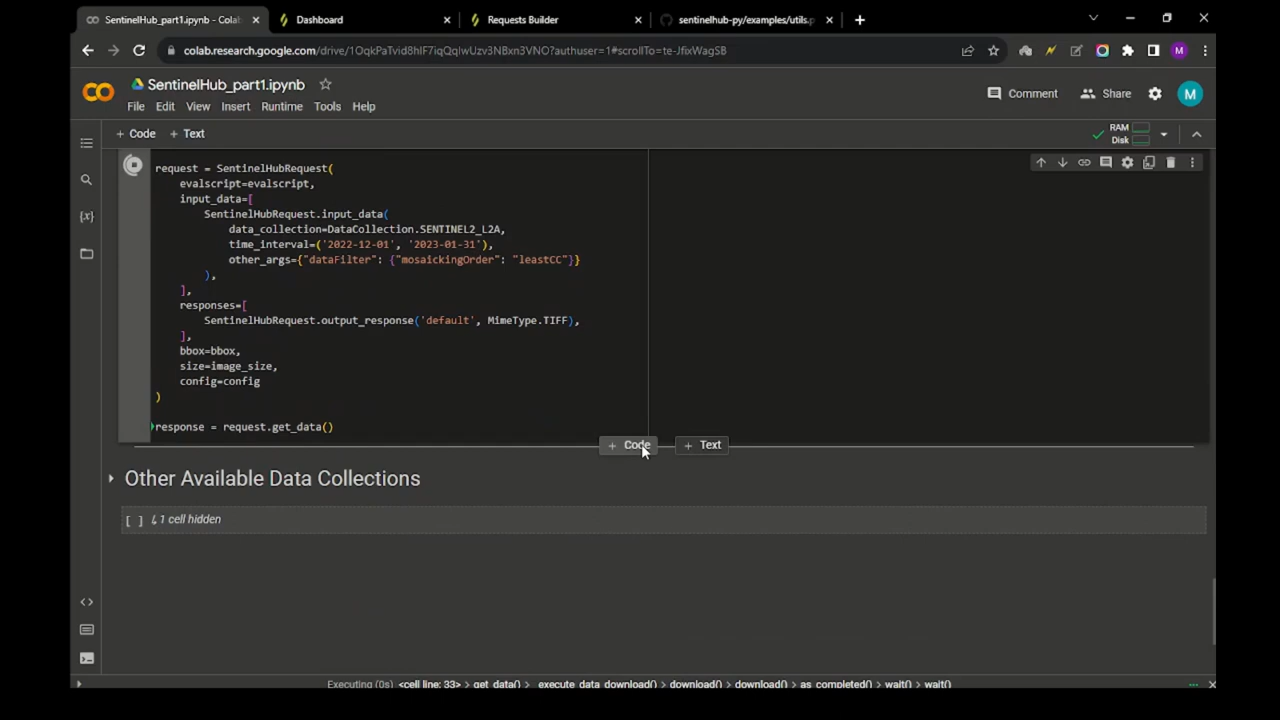 SentinelHub_part1.ipynb - Colab
Dashboard
Requests Builder
sentinelhub-py/examples/utils.p
colab.research.google.com/drive/1OqkPaTvid8hIF7iqQqIwUzv3NBxn3VNO?authuser=1#scrollTo=te-JfixWagSB
M
SentinelHub_part1.ipynb
Comment
Share
M
File Edit View Insert Runtime Tools Help
+ Code + Text
RAM
Disk
request = SentinelHubRequest(
evalscript=evalscript,
input_data=[
SentinelHubRequest.input_data(
data_collection=DataCollection.SENTINEL2_L2A,
time_interval=('2022-12-01', '2023-01-31'),
other_args={"dataFilter": {"mosaickingOrder": "leastCC"}}
),
],
responses=[
SentinelHubRequest.output_response('default', MimeType.TIFF),
],
bbox=bbox,
size=image_size,
config=config
)
response = request.get_data()
+ Code + Text
Other Available Data Collections
[ ] ↳ 1 cell hidden
Executing (0s) <cell line: 33> > get_data() > _execute_data_download() > download() > download() > as_completed() > wait() > wait()